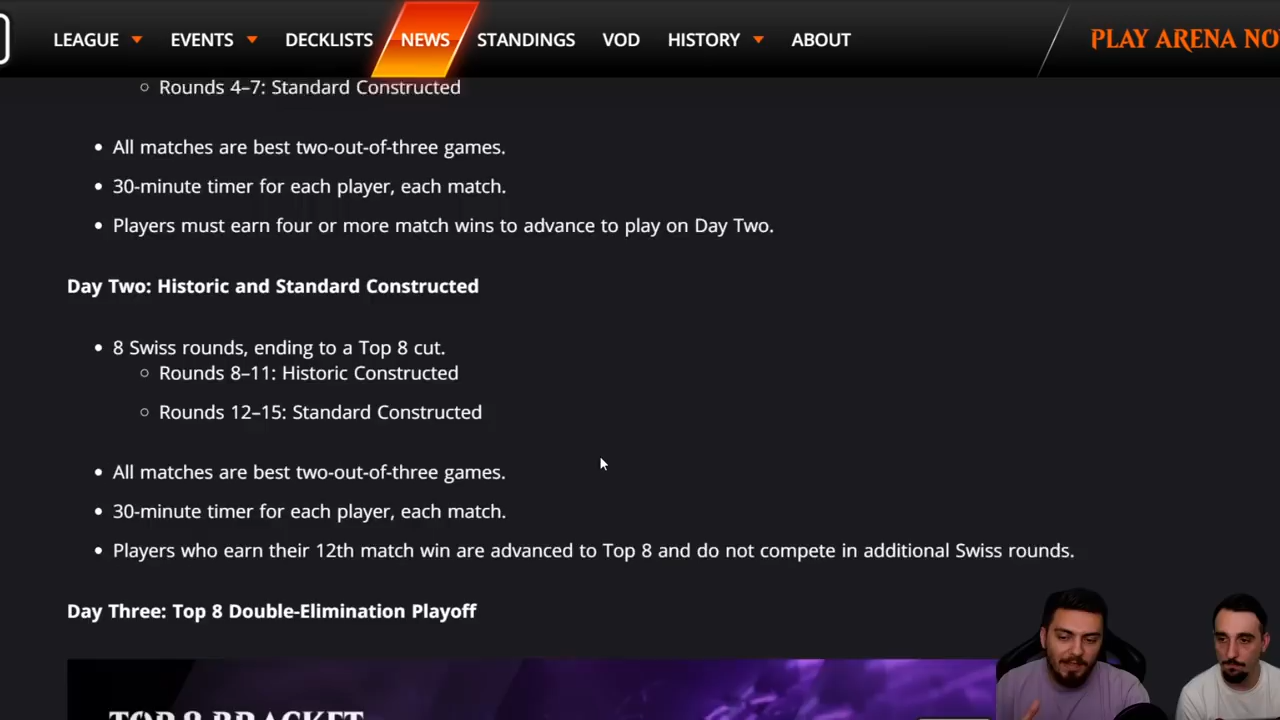 LEAGUE EVENTS DECKLISTS NEWS STANDINGS VOD HISTORY ABOUT PLAY ARENA NO
Rounds 4–7: Standard Constructed
All matches are best two-out-of-three games.
30-minute timer for each player, each match.
Players must earn four or more match wins to advance to play on Day Two.
Day Two: Historic and Standard Constructed
8 Swiss rounds, ending to a Top 8 cut.
Rounds 8–11: Historic Constructed
Rounds 12–15: Standard Constructed
All matches are best two-out-of-three games.
30-minute timer for each player, each match.
Players who earn their 12th match win are advanced to Top 8 and do not compete in additional Swiss rounds.
Day Three: Top 8 Double-Elimination Playoff
TOP 8 BRACKET